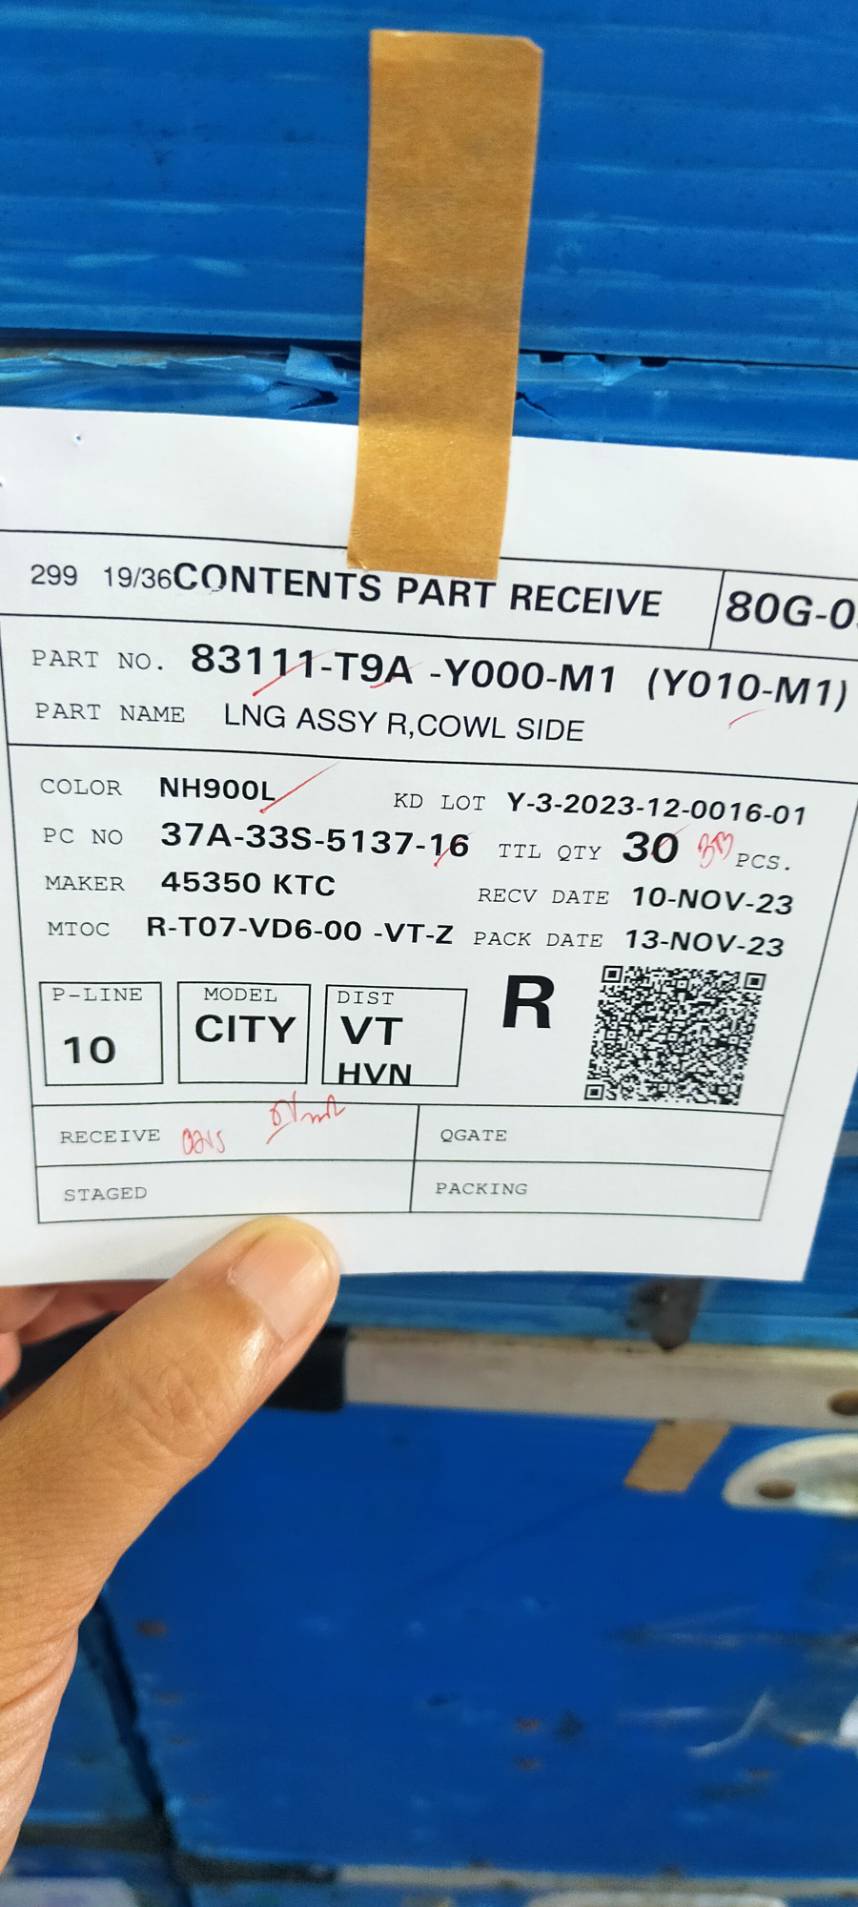 299 19/36 CONTENTS PART RECEIVE 80G-0
PART NO. 83111-T9A -Y000-M1 (Y010-M1)
PART NAME LNG ASSY R,COWL SIDE
COLOR NH900L KD LOT Y-3-2023-12-0016-01
PC NO 37A-33S-5137-16 TTL QTY 30 PCS.
MAKER 45350 KTC RECV DATE 10-NOV-23
MTOC R-T07-VD6-00 -VT-Z PACK DATE 13-NOV-23
P-LINE MODEL DIST R
10 CITY VT
HVN
RECEIVE QGATE
STAGED PACKING